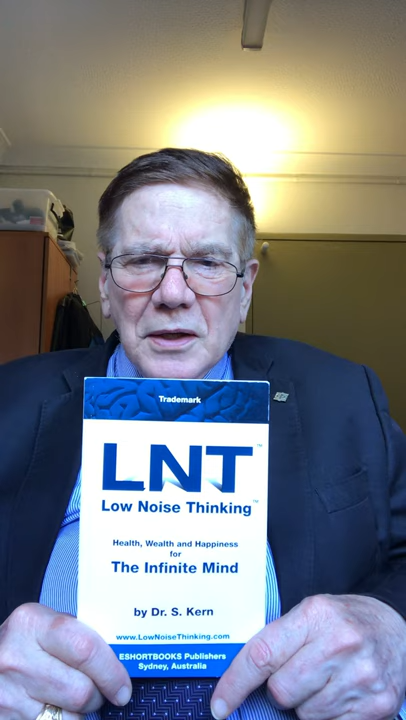 Trademark
LNT™
Low Noise Thinking™
Health, Wealth and Happiness
for
The Infinite Mind
by Dr. S. Kern
www.LowNoiseThinking.com
ESHORTBOOKS Publishers
Sydney, Australia